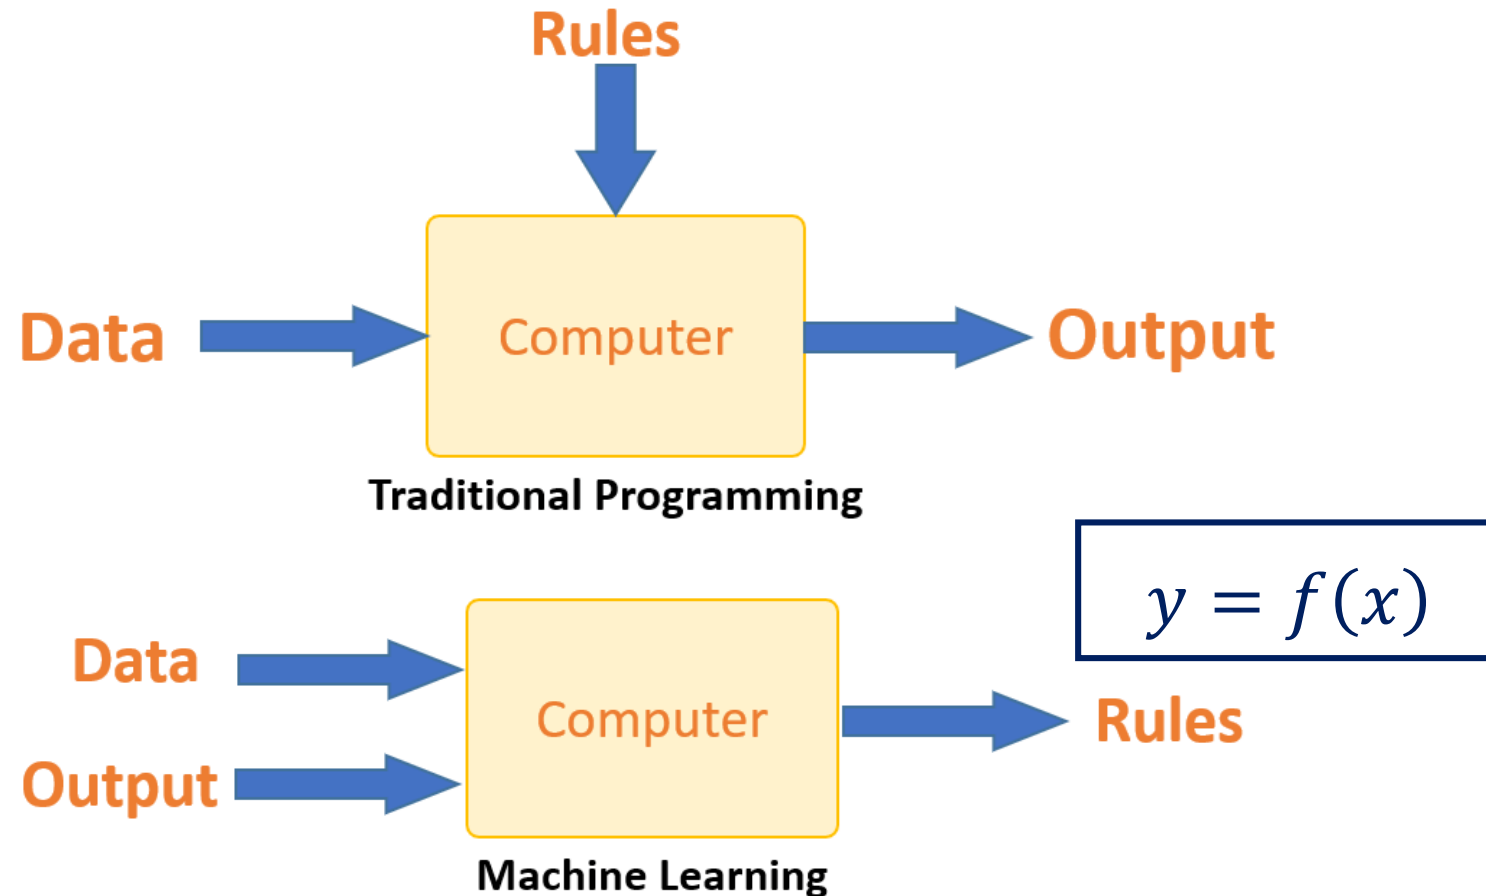 Rules
Data
Computer
Output
Traditional Programming
y = f(x)
Data
Computer
Rules
Output
Machine Learning